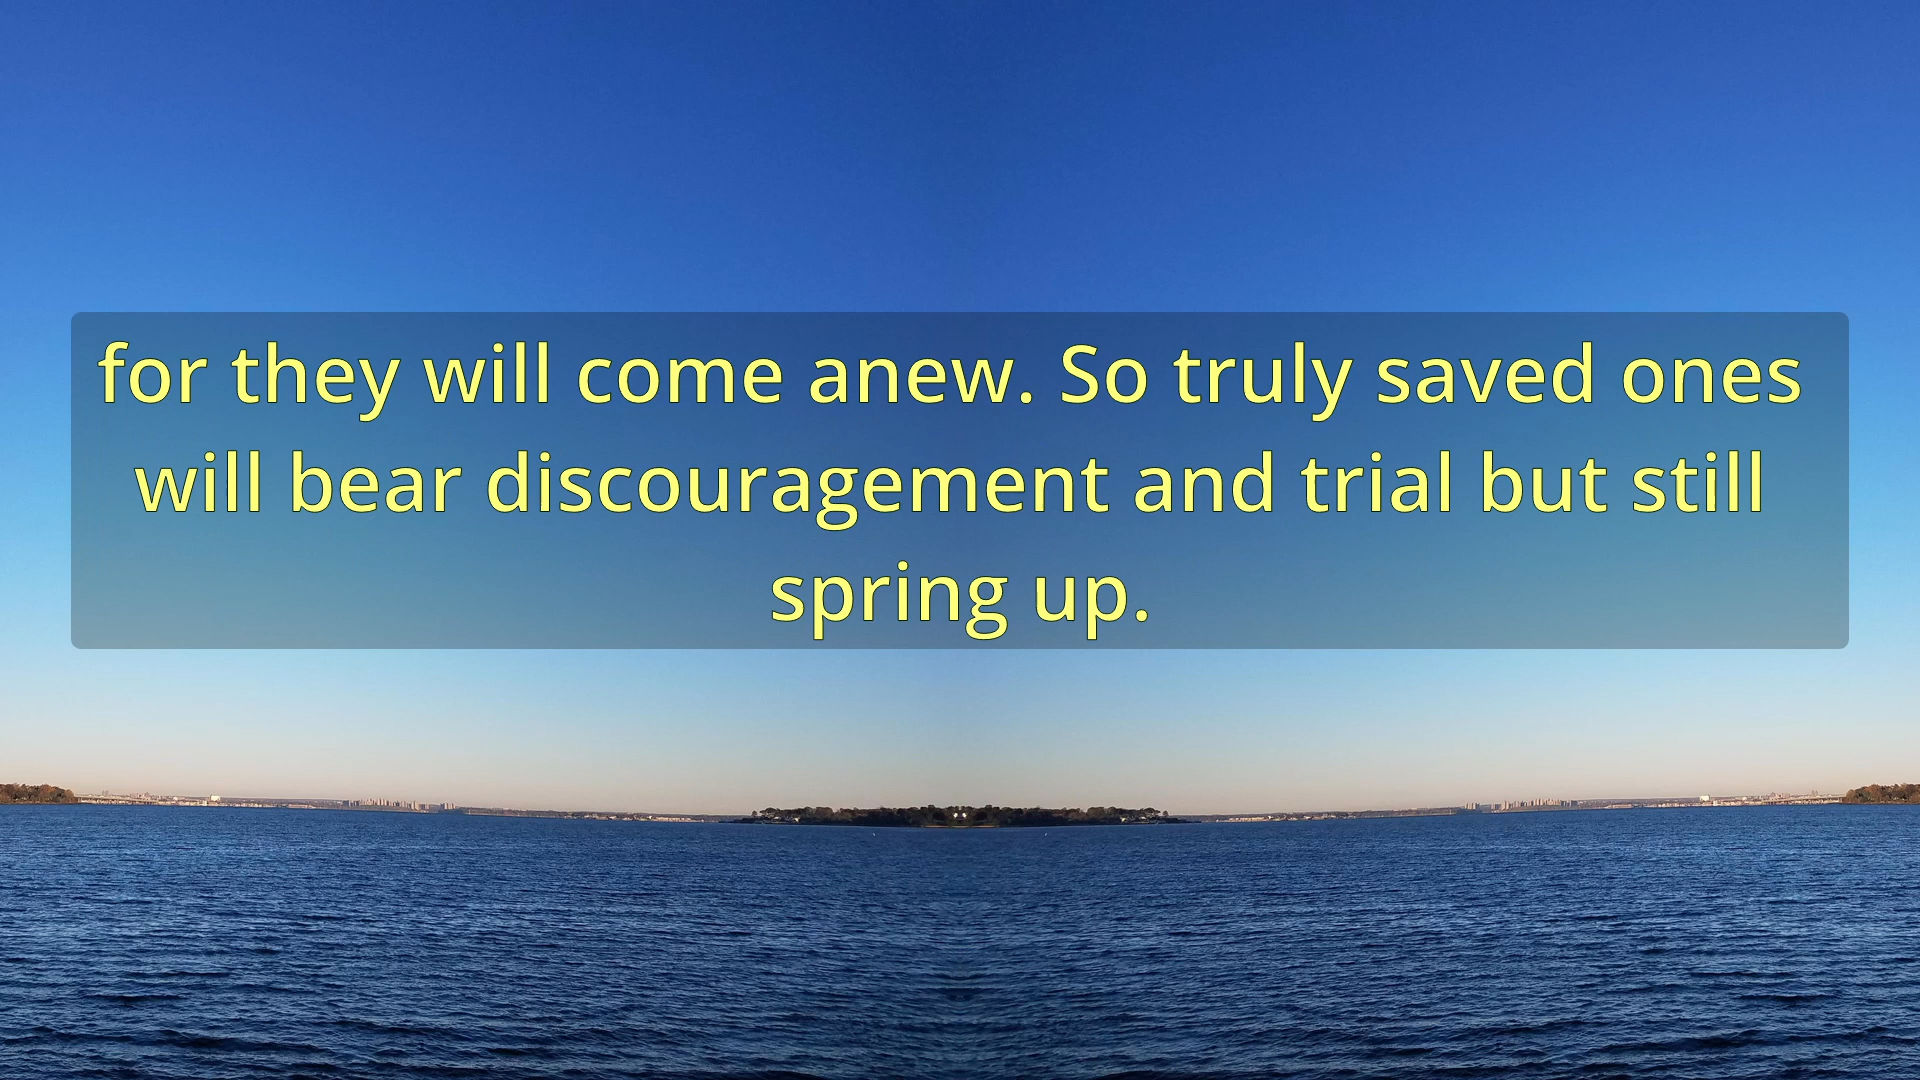 for they will come anew. So truly saved ones
will bear discouragement and trial but still
spring up.